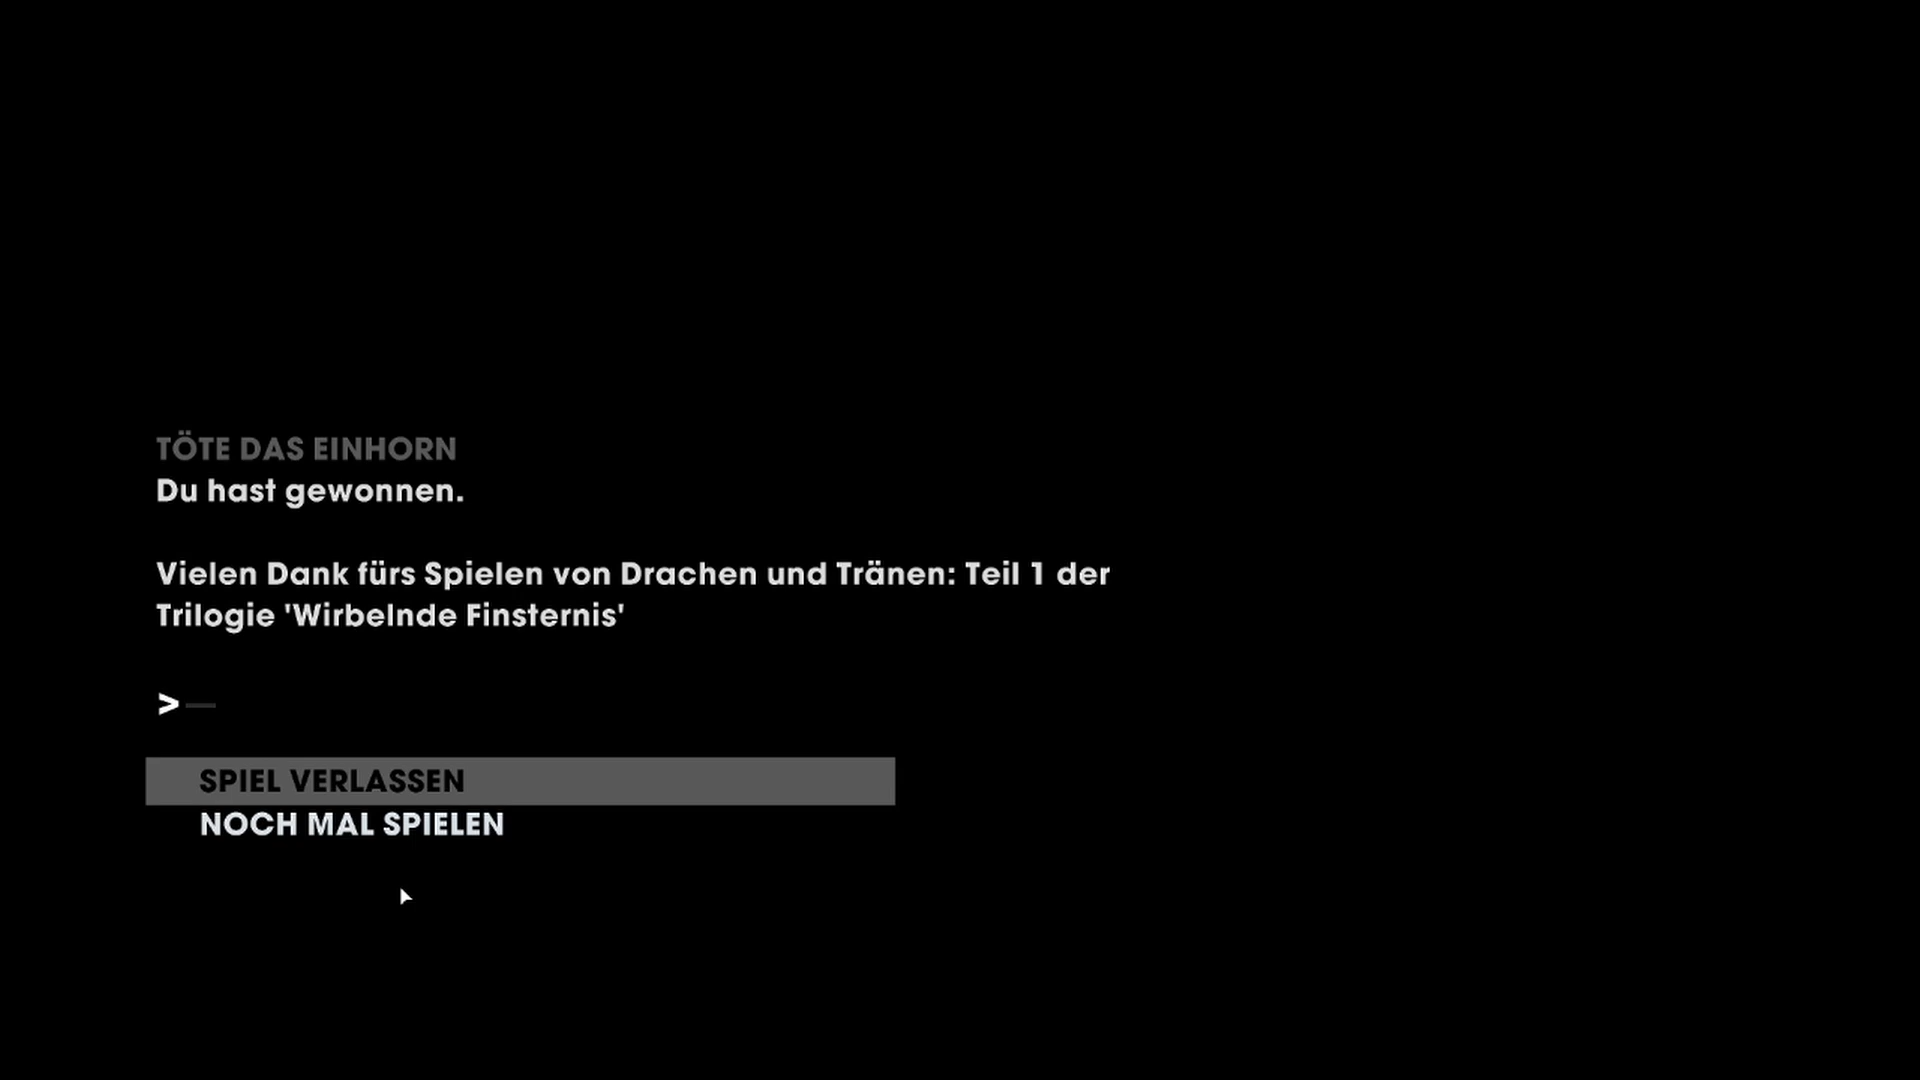 TÖTE DAS EINHORN
Du hast gewonnen.
Vielen Dank fürs Spielen von Drachen und Tränen: Teil 1 der
Trilogie 'Wirbelnde Finsternis'
>
SPIEL VERLASSEN
NOCH MAL SPIELEN